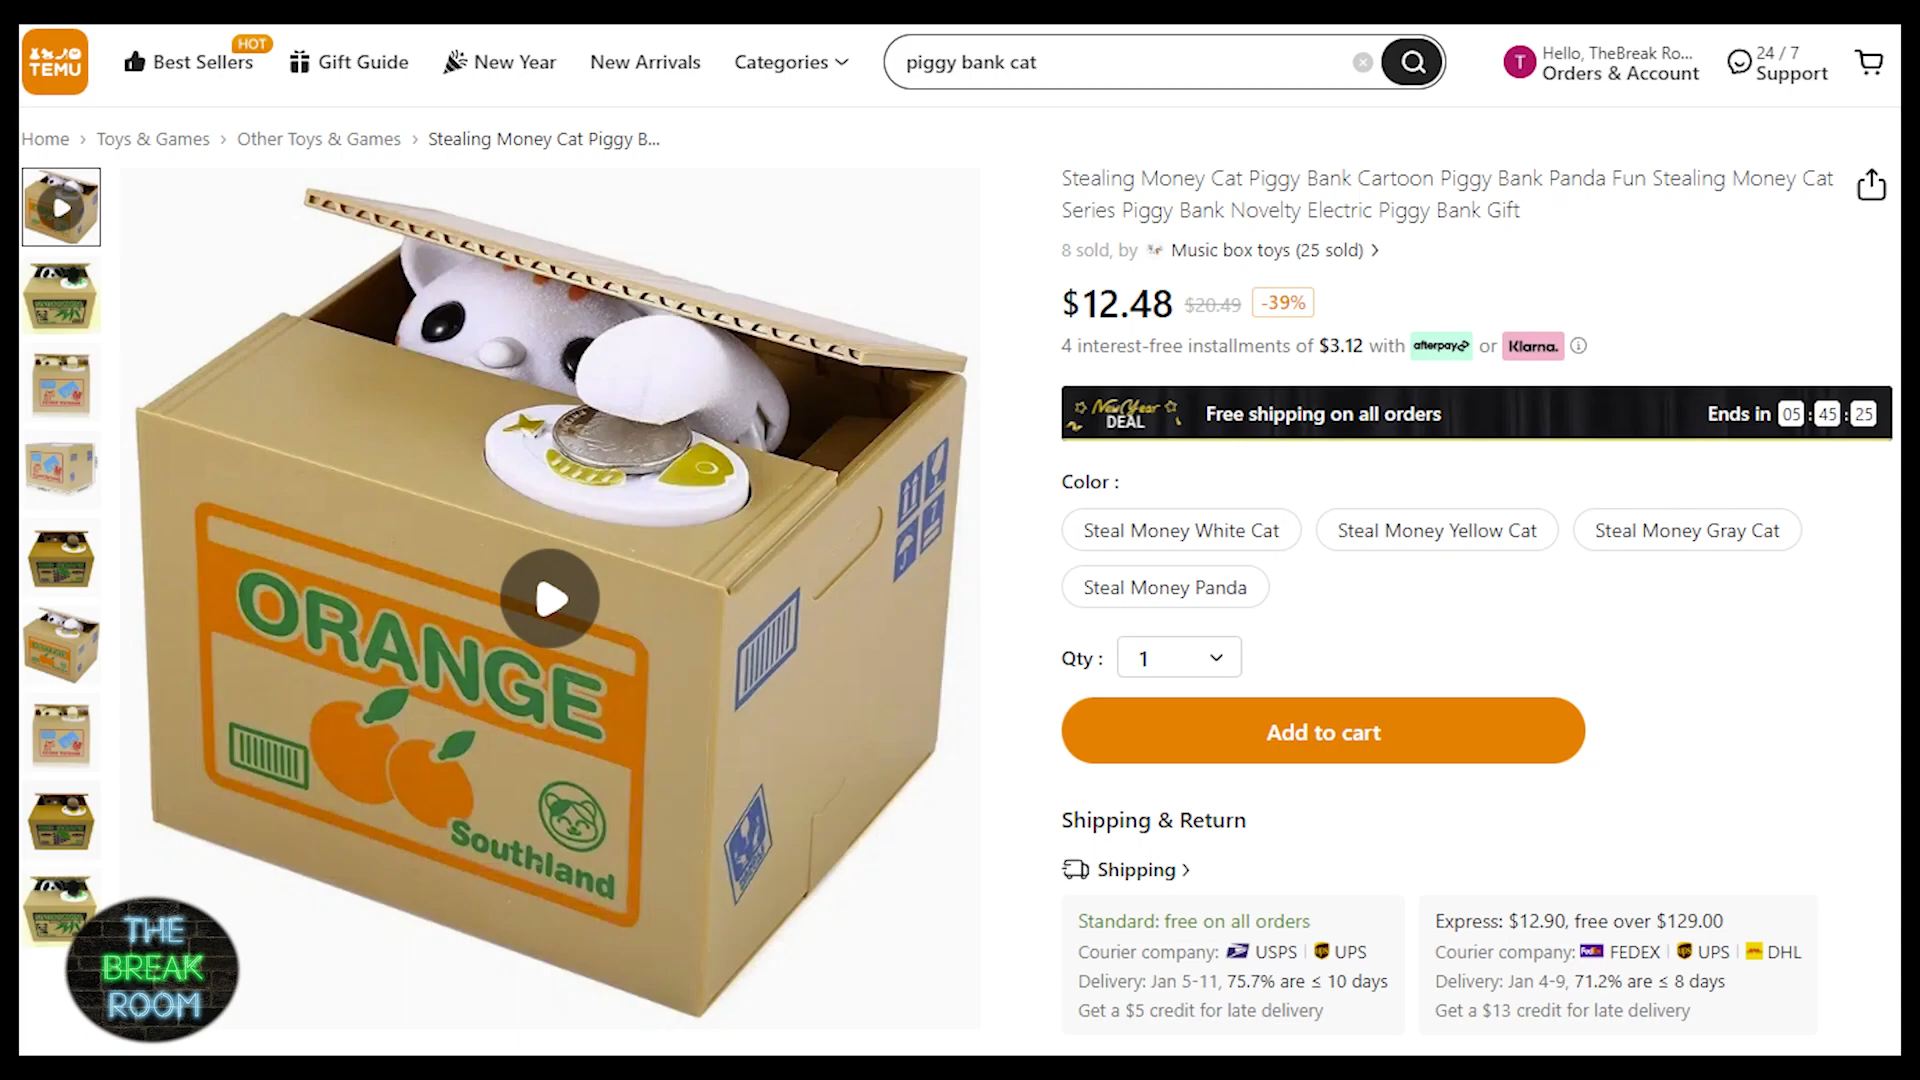 TEMU
Best Sellers
HOT
Gift Guide
New Year
New Arrivals
Categories
piggy bank cat
T
Hello, TheBreak Ro...
Orders & Account
24 / 7
Support
Home › Toys & Games › Other Toys & Games › Stealing Money Cat Piggy B...
Stealing Money Cat Piggy Bank Cartoon Piggy Bank Panda Fun Stealing Money Cat
Series Piggy Bank Novelty Electric Piggy Bank Gift
8 sold, by Music box toys (25 sold) ›
$12.48 $20.49 -39%
4 interest-free installments of $3.12 with afterpay or Klarna.
New Year
DEAL
Free shipping on all orders
Ends in 05 : 45 : 25
Color :
Steal Money White Cat
Steal Money Yellow Cat
Steal Money Gray Cat
Steal Money Panda
Qty : 1
Add to cart
Shipping & Return
Shipping ›
Standard: free on all orders
Courier company: USPS | UPS
Delivery: Jan 5-11, 75.7% are ≤ 10 days
Get a $5 credit for late delivery
Express: $12.90, free over $129.00
Courier company: FEDEX | UPS | DHL
Delivery: Jan 4-9, 71.2% are ≤ 8 days
Get a $13 credit for late delivery
ORANGE
Southland
THE
BREAK
ROOM